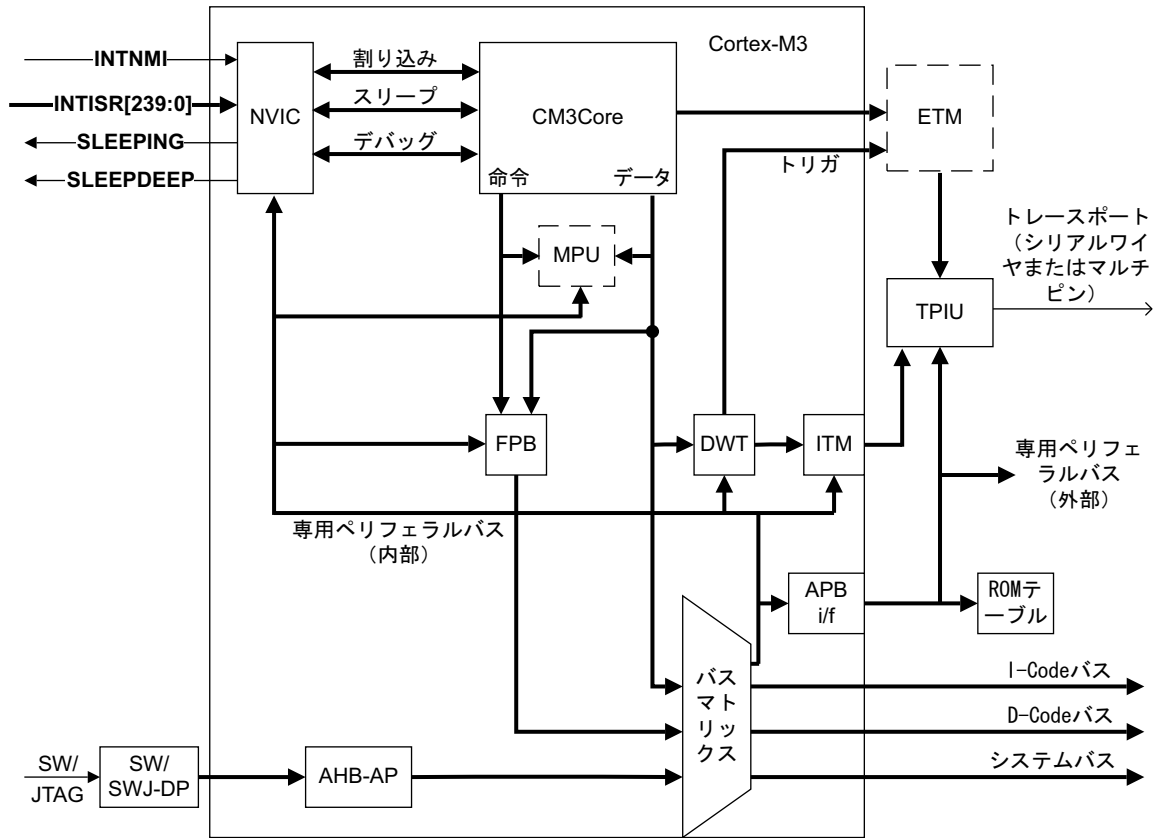 Cortex-M3
INTNMI
INTISR[239:0]
SLEEPING
SLEEPDEEP
NVIC
割り込み
スリープ
デバッグ
CM3Core
命令
データ
ETM
トリガ
MPU
トレースポート
（シリアルワイ
ヤまたはマルチ
ピン）
TPIU
FPB
DWT
ITM
専用ペリフェ
ラルバス
（外部）
専用ペリフェラルバス
（内部）
APB
i/f
ROMテ
ーブル
バス
マト
リッ
クス
I-Codeバス
D-Codeバス
システムバス
SW/
JTAG
SW/
SWJ-DP
AHB-AP